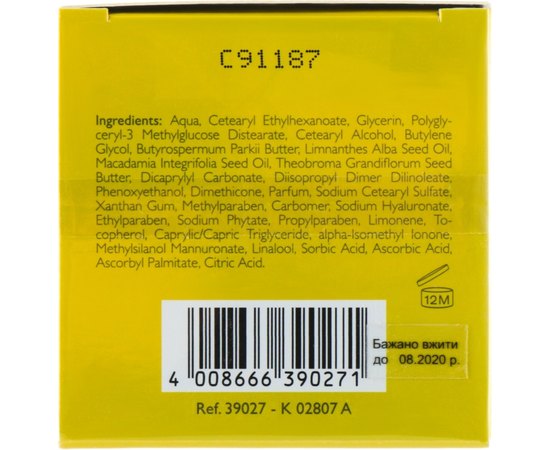 C91187
Ingredients: Aqua, Cetearyl Ethylhexanoate, Glycerin, Polygly-
ceryl-3 Methylglucose Distearate, Cetearyl Alcohol, Butylene
Glycol, Butyrospermum Parkii Butter, Limnanthes Alba Seed Oil,
Macadamia Integrifolia Seed Oil, Theobroma Grandiflorum Seed
Butter, Dicaprylyl Carbonate, Diisopropyl Dimer Dilinoleate,
Phenoxyethanol, Dimethicone, Parfum, Sodium Cetearyl Sulfate,
Xanthan Gum, Methylparaben, Carbomer, Sodium Hyaluronate,
Ethylparaben, Sodium Phytate, Propylparaben, Limonene, To-
copherol, Caprylic/Capric Triglyceride, alpha-Isomethyl Ionone,
Methylsilanol Mannuronate, Linalool, Sorbic Acid, Ascorbic Acid,
Ascorbyl Palmitate, Citric Acid.
12M
Бажано вжити
до 08.2020 р.
4 008666 390271
Ref. 39027 - K 02807 A